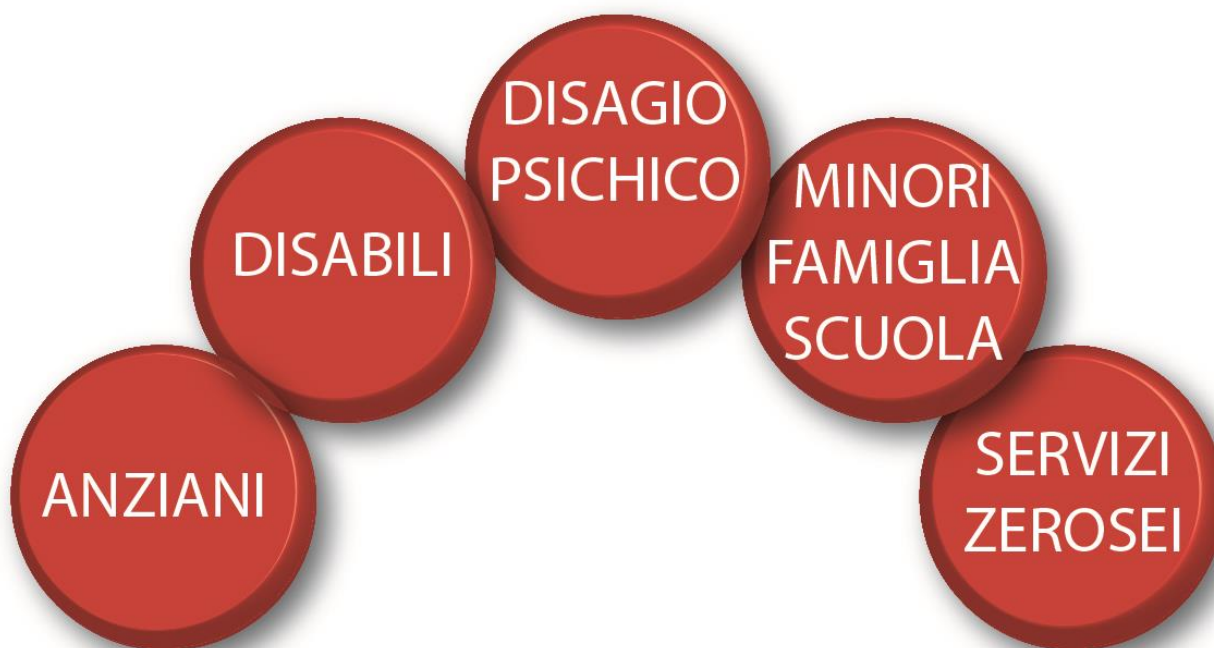 ANZIANI
DISABILI
DISAGIO
PSICHICO
MINORI
FAMIGLIA
SCUOLA
SERVIZI
ZEROSEI